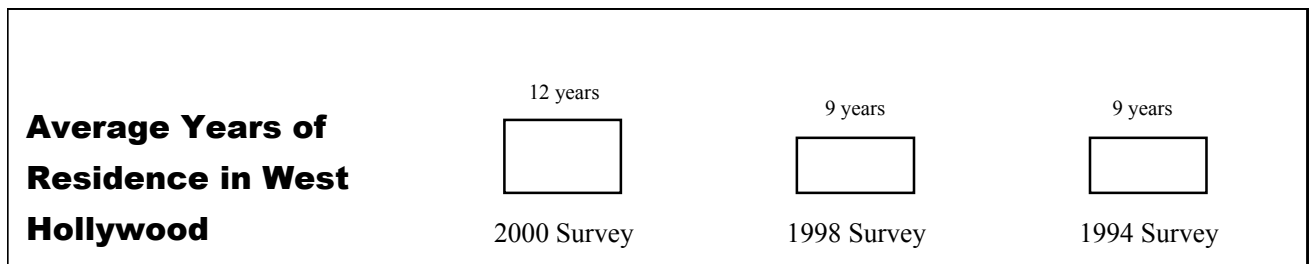 Average Years of
Residence in West
Hollywood
12 years
9 years
9 years
2000 Survey
1998 Survey
1994 Survey